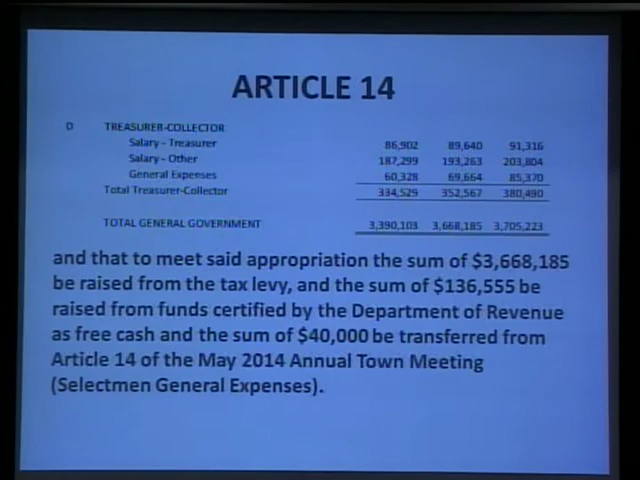 ARTICLE 14
D TREASURER-COLLECTOR
Salary - Treasurer 86,902 89,640 91,316
Salary - Other 187,299 193,263 203,804
General Expenses 60,328 69,664 85,370
Total Treasurer-Collector 334,529 352,567 380,490
TOTAL GENERAL GOVERNMENT 3,390,103 3,668,185 3,705,223
and that to meet said appropriation the sum of $3,668,185
be raised from the tax levy, and the sum of $136,555 be
raised from funds certified by the Department of Revenue
as free cash and the sum of $40,000 be transferred from
Article 14 of the May 2014 Annual Town Meeting
(Selectmen General Expenses).